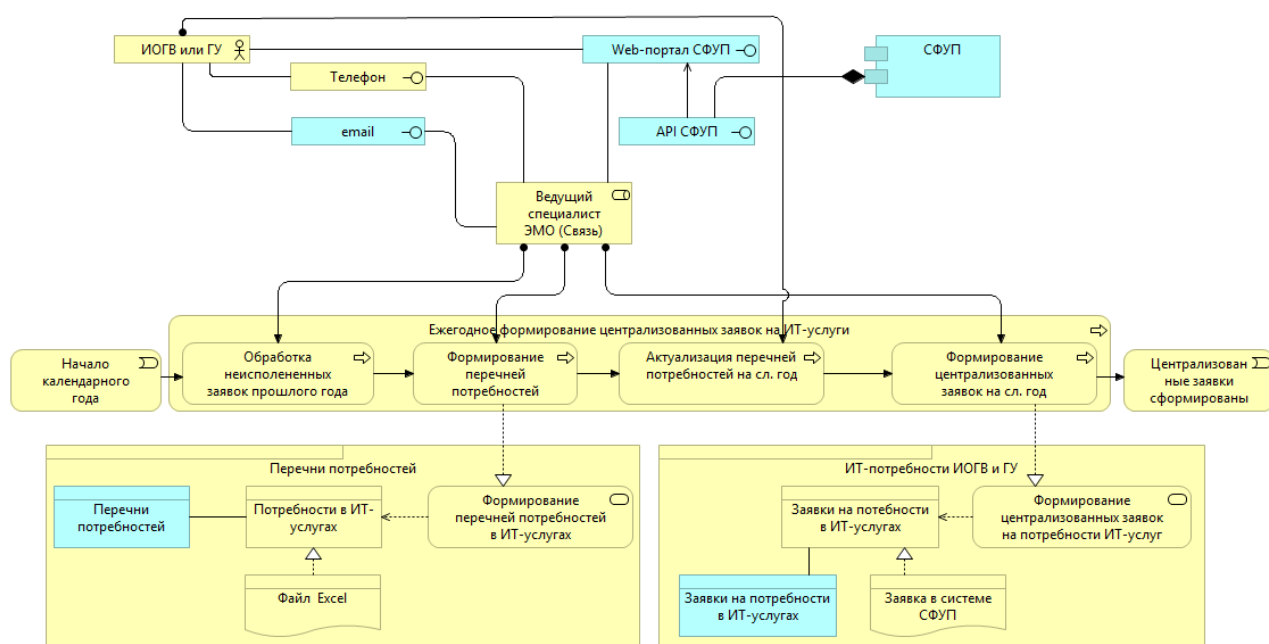 ИОГВ или ГУ
Web-портал СФУП
СФУП
Телефон
email
API СФУП
Ведущий
специалист
ЭМО (Связь)
Ежегодное формирование централизованных заявок на ИТ-услуги
Начало
календарного
года
Обработка
неисполененных
заявок прошлого года
Формирование
перечней
потребностей
Актуализация перечней
потребностей на сл. год
Формирование
централизованных
заявок на сл. год
Централизован
ные заявки
сформированы
Перечни потребностей
Перечни
потребностей
Потребности в ИТ-
услугах
Формирование
перечней потребностей
в ИТ-услугах
Файл Excel
ИТ-потребности ИОГВ и ГУ
Заявки на потебности
в ИТ-услугах
Формирование
централизованных заявок
на потребности ИТ-услуг
Заявки на потребности
в ИТ-услугах
Заявка в системе
СФУП